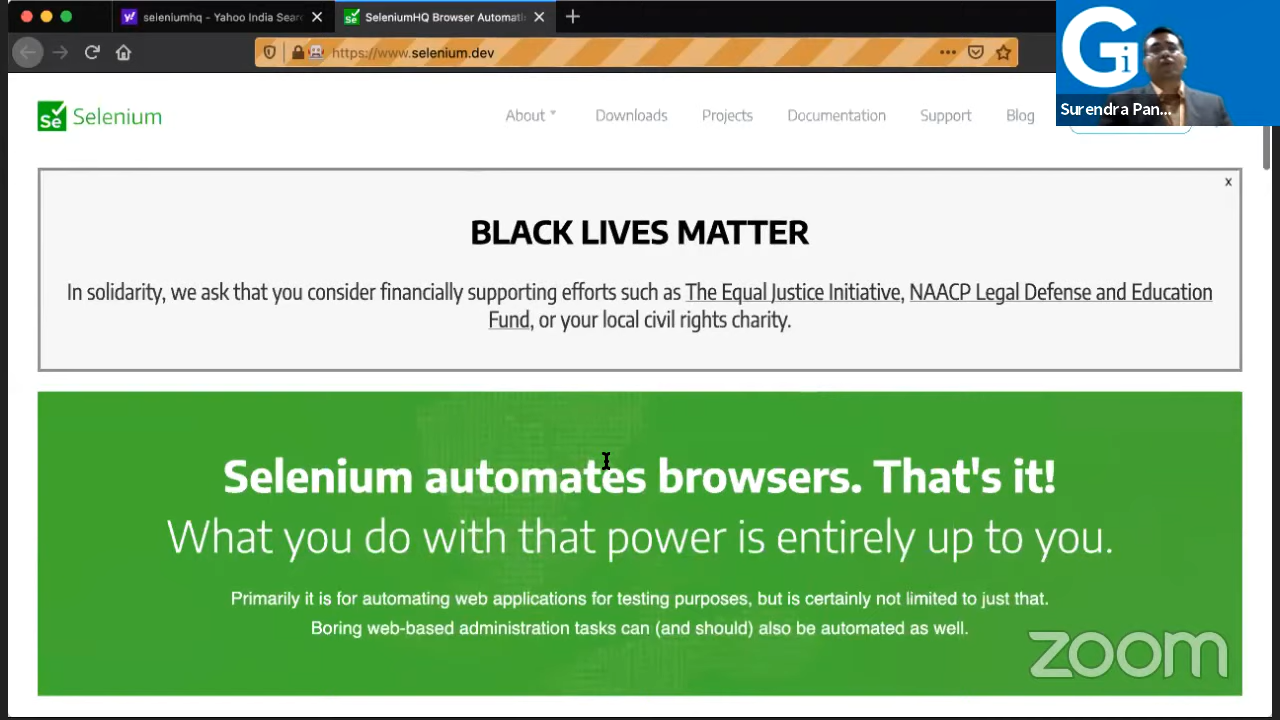 seleniumhq - Yahoo India Sear
SeleniumHQ Browser Automati
https://www.selenium.dev
Gi
Surendra Pan...
Se Selenium
About
Downloads
Projects
Documentation
Support
Blog
x
BLACK LIVES MATTER
In solidarity, we ask that you consider financially supporting efforts such as The Equal Justice Initiative, NAACP Legal Defense and Education
Fund, or your local civil rights charity.
Selenium automates browsers. That's it!
What you do with that power is entirely up to you.
Primarily it is for automating web applications for testing purposes, but is certainly not limited to just that.
Boring web-based administration tasks can (and should) also be automated as well.
zoom